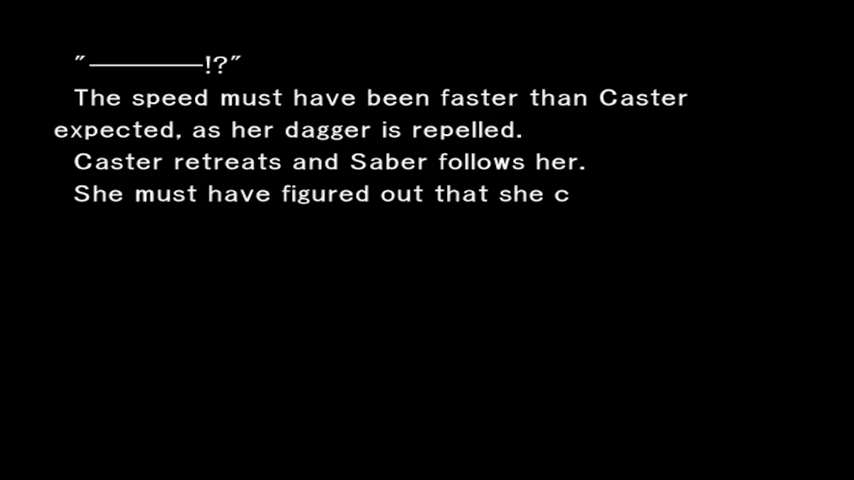 "————!?"
The speed must have been faster than Caster
expected, as her dagger is repelled.
Caster retreats and Saber follows her.
She must have figured out that she c